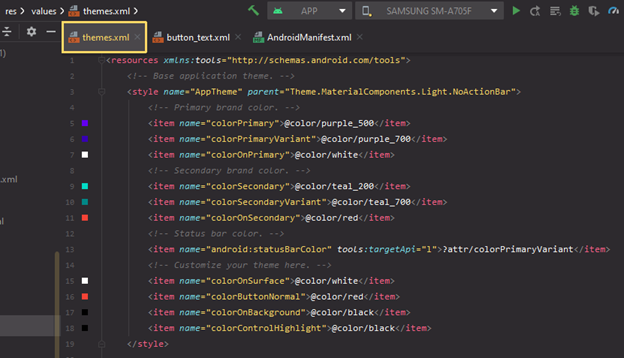 res values themes.xml APP SAMSUNG SM-A705F
themes.xml button_text.xml AndroidManifest.xml
1)
1 <resources xmlns:tools="http://schemas.android.com/tools">
2 <!-- Base application theme. -->
3 <style name="AppTheme" parent="Theme.MaterialComponents.Light.NoActionBar">
4 <!-- Primary brand color. -->
5 <item name="colorPrimary">@color/purple_500</item>
6 <item name="colorPrimaryVariant">@color/purple_700</item>
7 <item name="colorOnPrimary">@color/white</item>
8 <!-- Secondary brand color. -->
9 <item name="colorSecondary">@color/teal_200</item>
10 <item name="colorSecondaryVariant">@color/teal_700</item>
11 <item name="colorOnSecondary">@color/red</item>
12 <!-- Status bar color. -->
13 <item name="android:statusBarColor" tools:targetApi="l">?attr/colorPrimaryVariant</item>
14 <!-- Customize your theme here. -->
15 <item name="colorOnSurface">@color/white</item>
16 <item name="colorButtonNormal">@color/red</item>
17 <item name="colorOnBackground">@color/black</item>
18 <item name="colorControlHighlight">@color/black</item>
19 </style>
.xml
ml